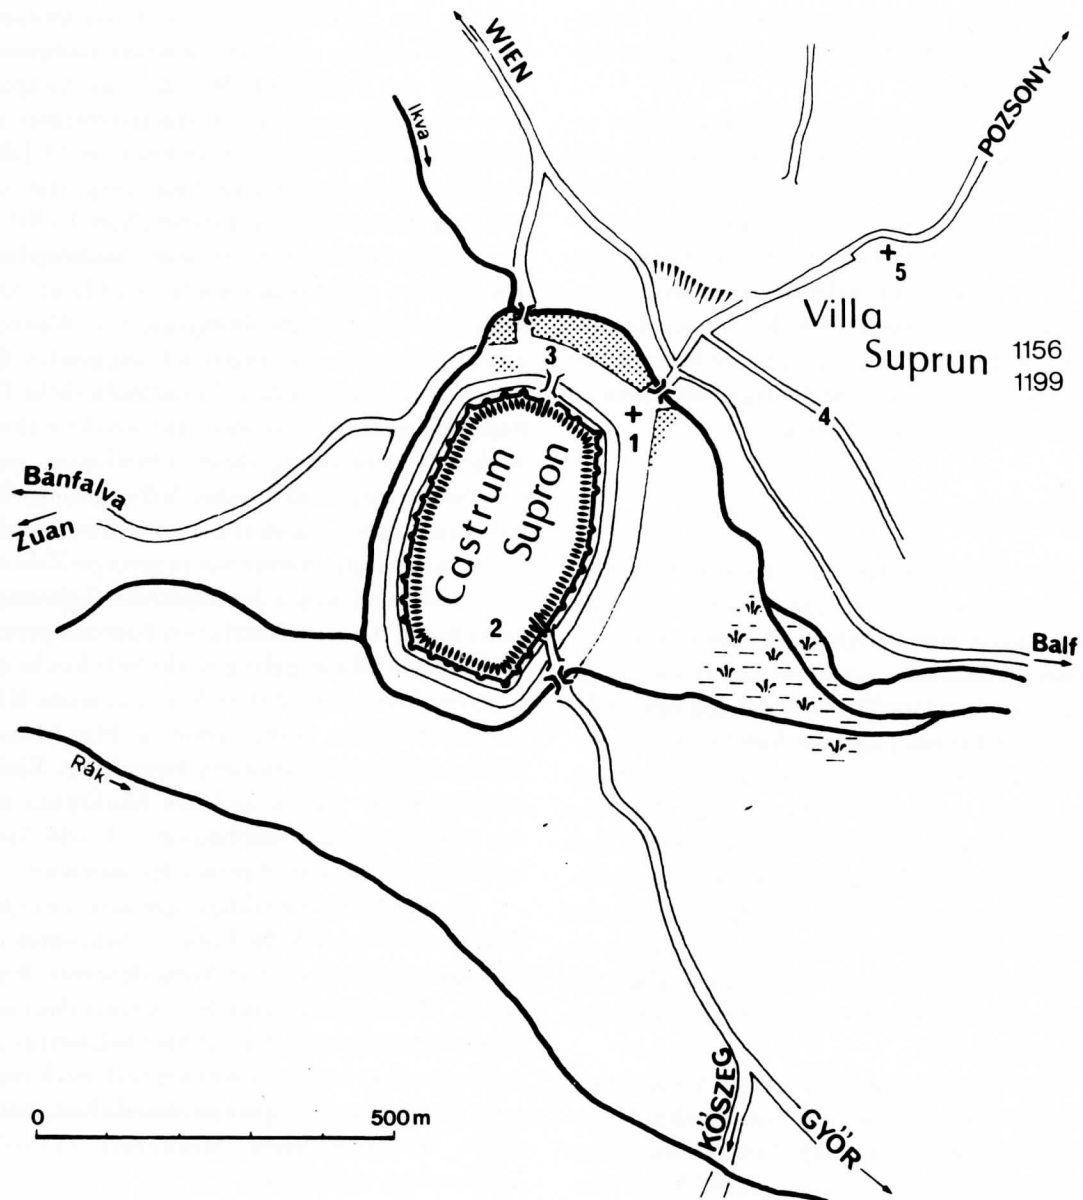 WIEN
POZSONY
Ikva
5
Villa
Suprun
1156
1199
3
1
4
Bánfalva
Zuan
Castrum
Supron
2
Balf
Rák
0
500m
KŐSZEG
GYŐR